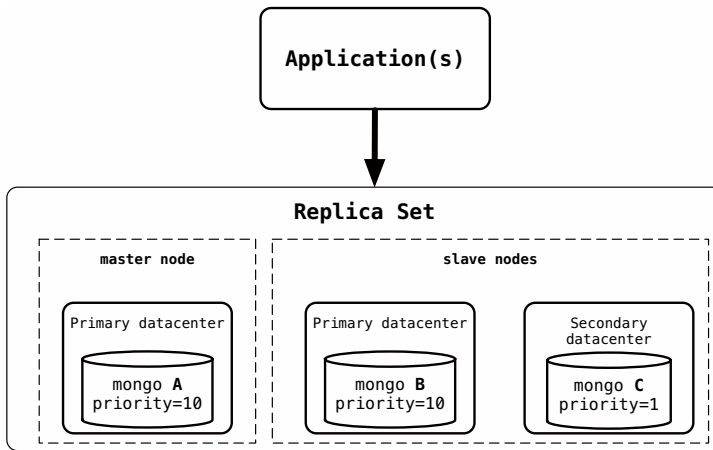 Application(s)
Replica Set
master node
Primary datacenter
mongo A
priority=10
slave nodes
Primary datacenter
mongo B
priority=10
Secondary
datacenter
mongo C
priority=1